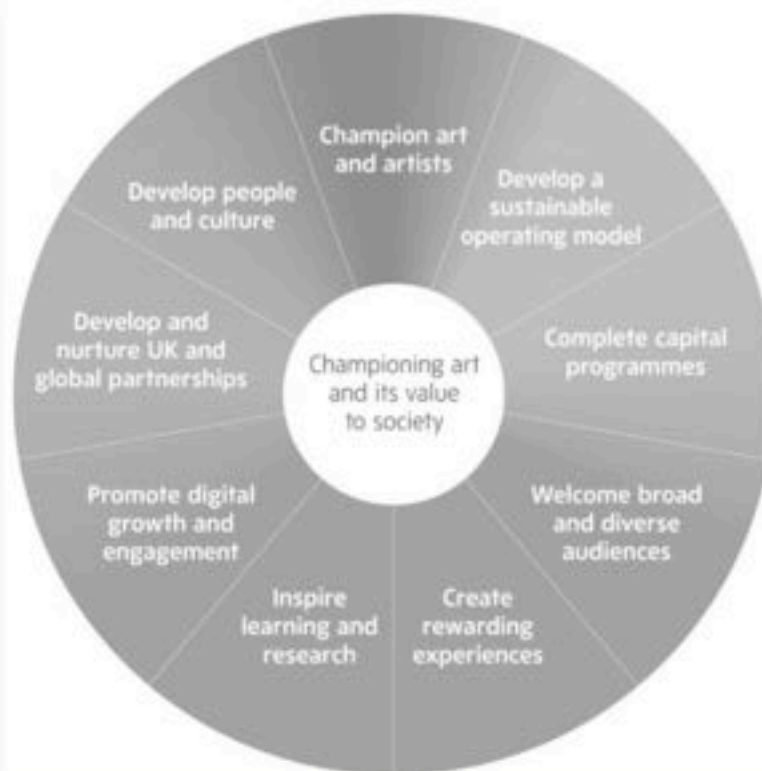 Champion art
and artists
Develop a
sustainable
operating model
Complete capital
programmes
Welcome broad
and diverse
audiences
Create
rewarding
experiences
Inspire
learning and
research
Promote digital
growth and
engagement
Develop and
nurture UK and
global partnerships
Develop people
and culture
Championing art
and its value
to society